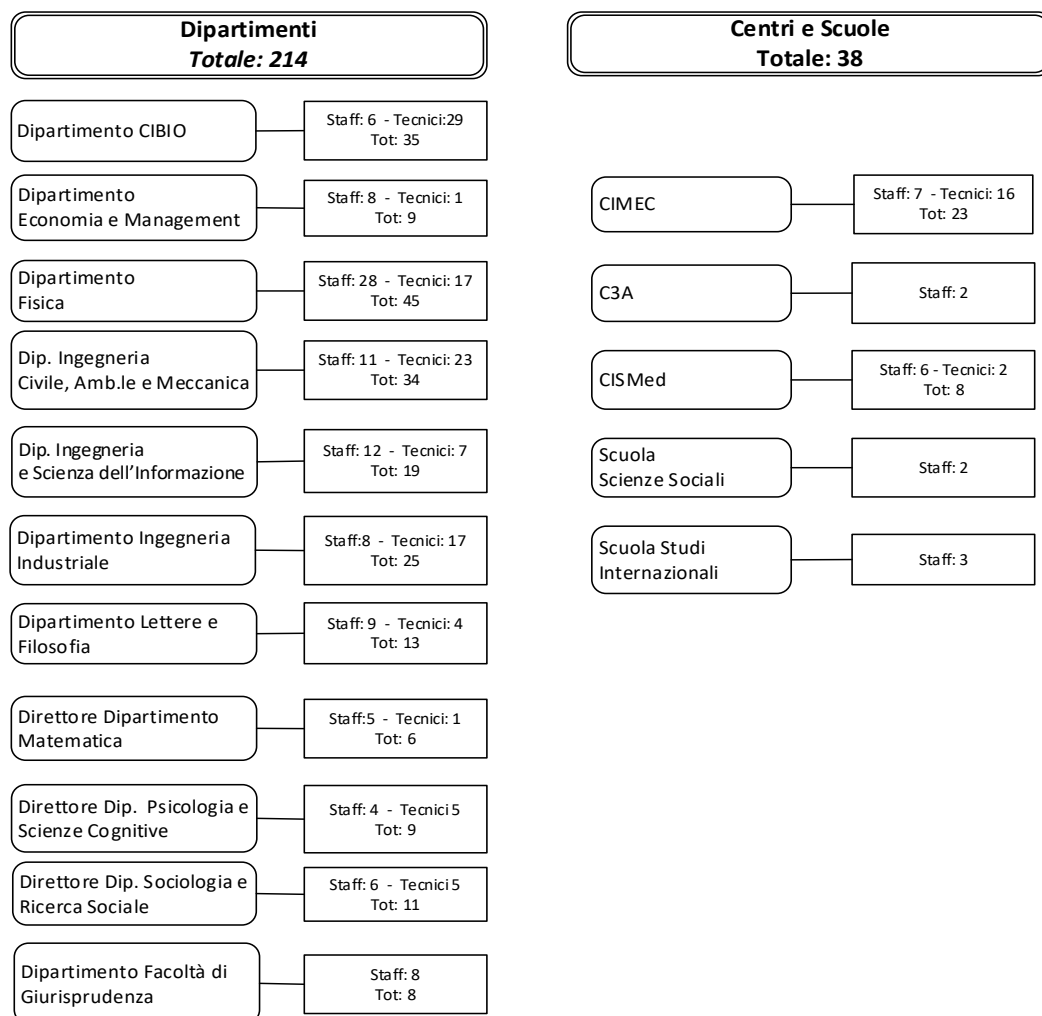 Dipartimenti
Totale: 214
Dipartimento CIBIO
Staff: 6 - Tecnici:29
Tot: 35
Dipartimento
Economia e Management
Staff: 8 - Tecnici: 1
Tot: 9
Dipartimento
Fisica
Staff: 28 - Tecnici: 17
Tot: 45
Dip. Ingegneria
Civile, Amb.le e Meccanica
Staff: 11 - Tecnici: 23
Tot: 34
Dip. Ingegneria
e Scienza dell’Informazione
Staff: 12 - Tecnici: 7
Tot: 19
Dipartimento Ingegneria
Industriale
Staff:8 - Tecnici: 17
Tot: 25
Dipartimento Lettere e
Filosofia
Staff: 9 - Tecnici: 4
Tot: 13
Direttore Dipartimento
Matematica
Staff:5 - Tecnici: 1
Tot: 6
Direttore Dip. Psicologia e
Scienze Cognitive
Staff: 4 - Tecnici 5
Tot: 9
Direttore Dip. Sociologia e
Ricerca Sociale
Staff: 6 - Tecnici 5
Tot: 11
Dipartimento Facoltà di
Giurisprudenza
Staff: 8
Tot: 8
Centri e Scuole
Totale: 38
CIMEC
Staff: 7 - Tecnici: 16
Tot: 23
C3A
Staff: 2
CISMed
Staff: 6 - Tecnici: 2
Tot: 8
Scuola
Scienze Sociali
Staff: 2
Scuola Studi
Internazionali
Staff: 3